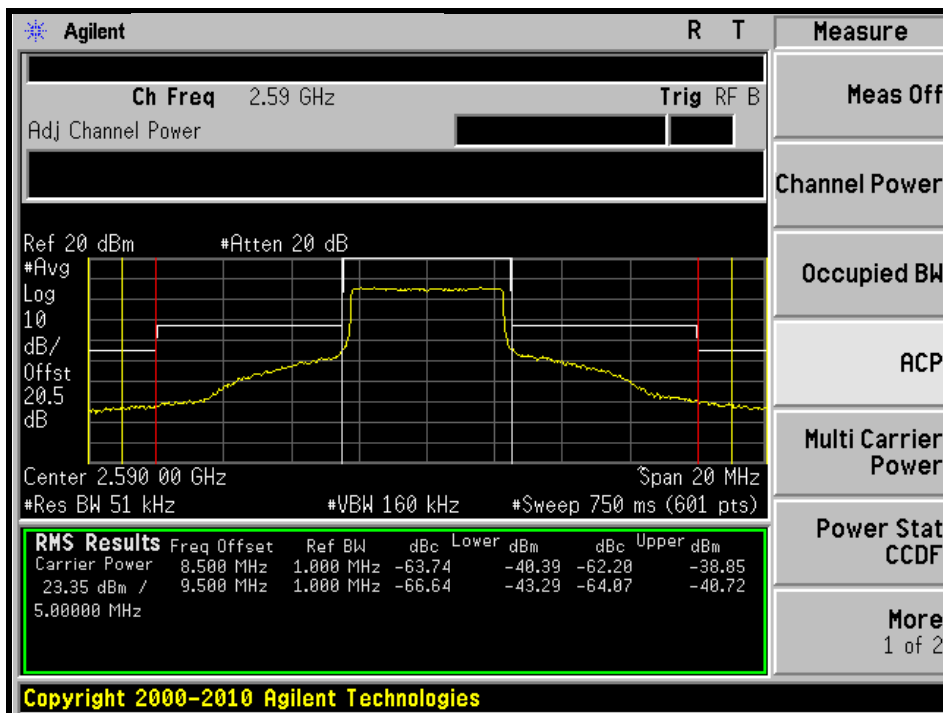 Agilent R T
Measure
Ch Freq 2.59 GHz Trig RF B
Meas Off
Adj Channel Power
Channel Power
Ref 20 dBm #Atten 20 dB
#Avg
Log
10
dB/
Offst
20.5
dB
Occupied BW
ACP
Multi Carrier
Power
Center 2.590 00 GHz Span 20 MHz
#Res BW 51 kHz #VBW 160 kHz #Sweep 750 ms (601 pts)
Power Stat
CCDF
RMS Results Freq Offset Ref BW dBc Lower dBm dBc Upper dBm
Carrier Power 8.500 MHz 1.000 MHz -63.74 -40.39 -62.20 -38.85
23.35 dBm / 9.500 MHz 1.000 MHz -66.64 -43.29 -64.07 -40.72
5.00000 MHz
More
1 of 2
Copyright 2000-2010 Agilent Technologies